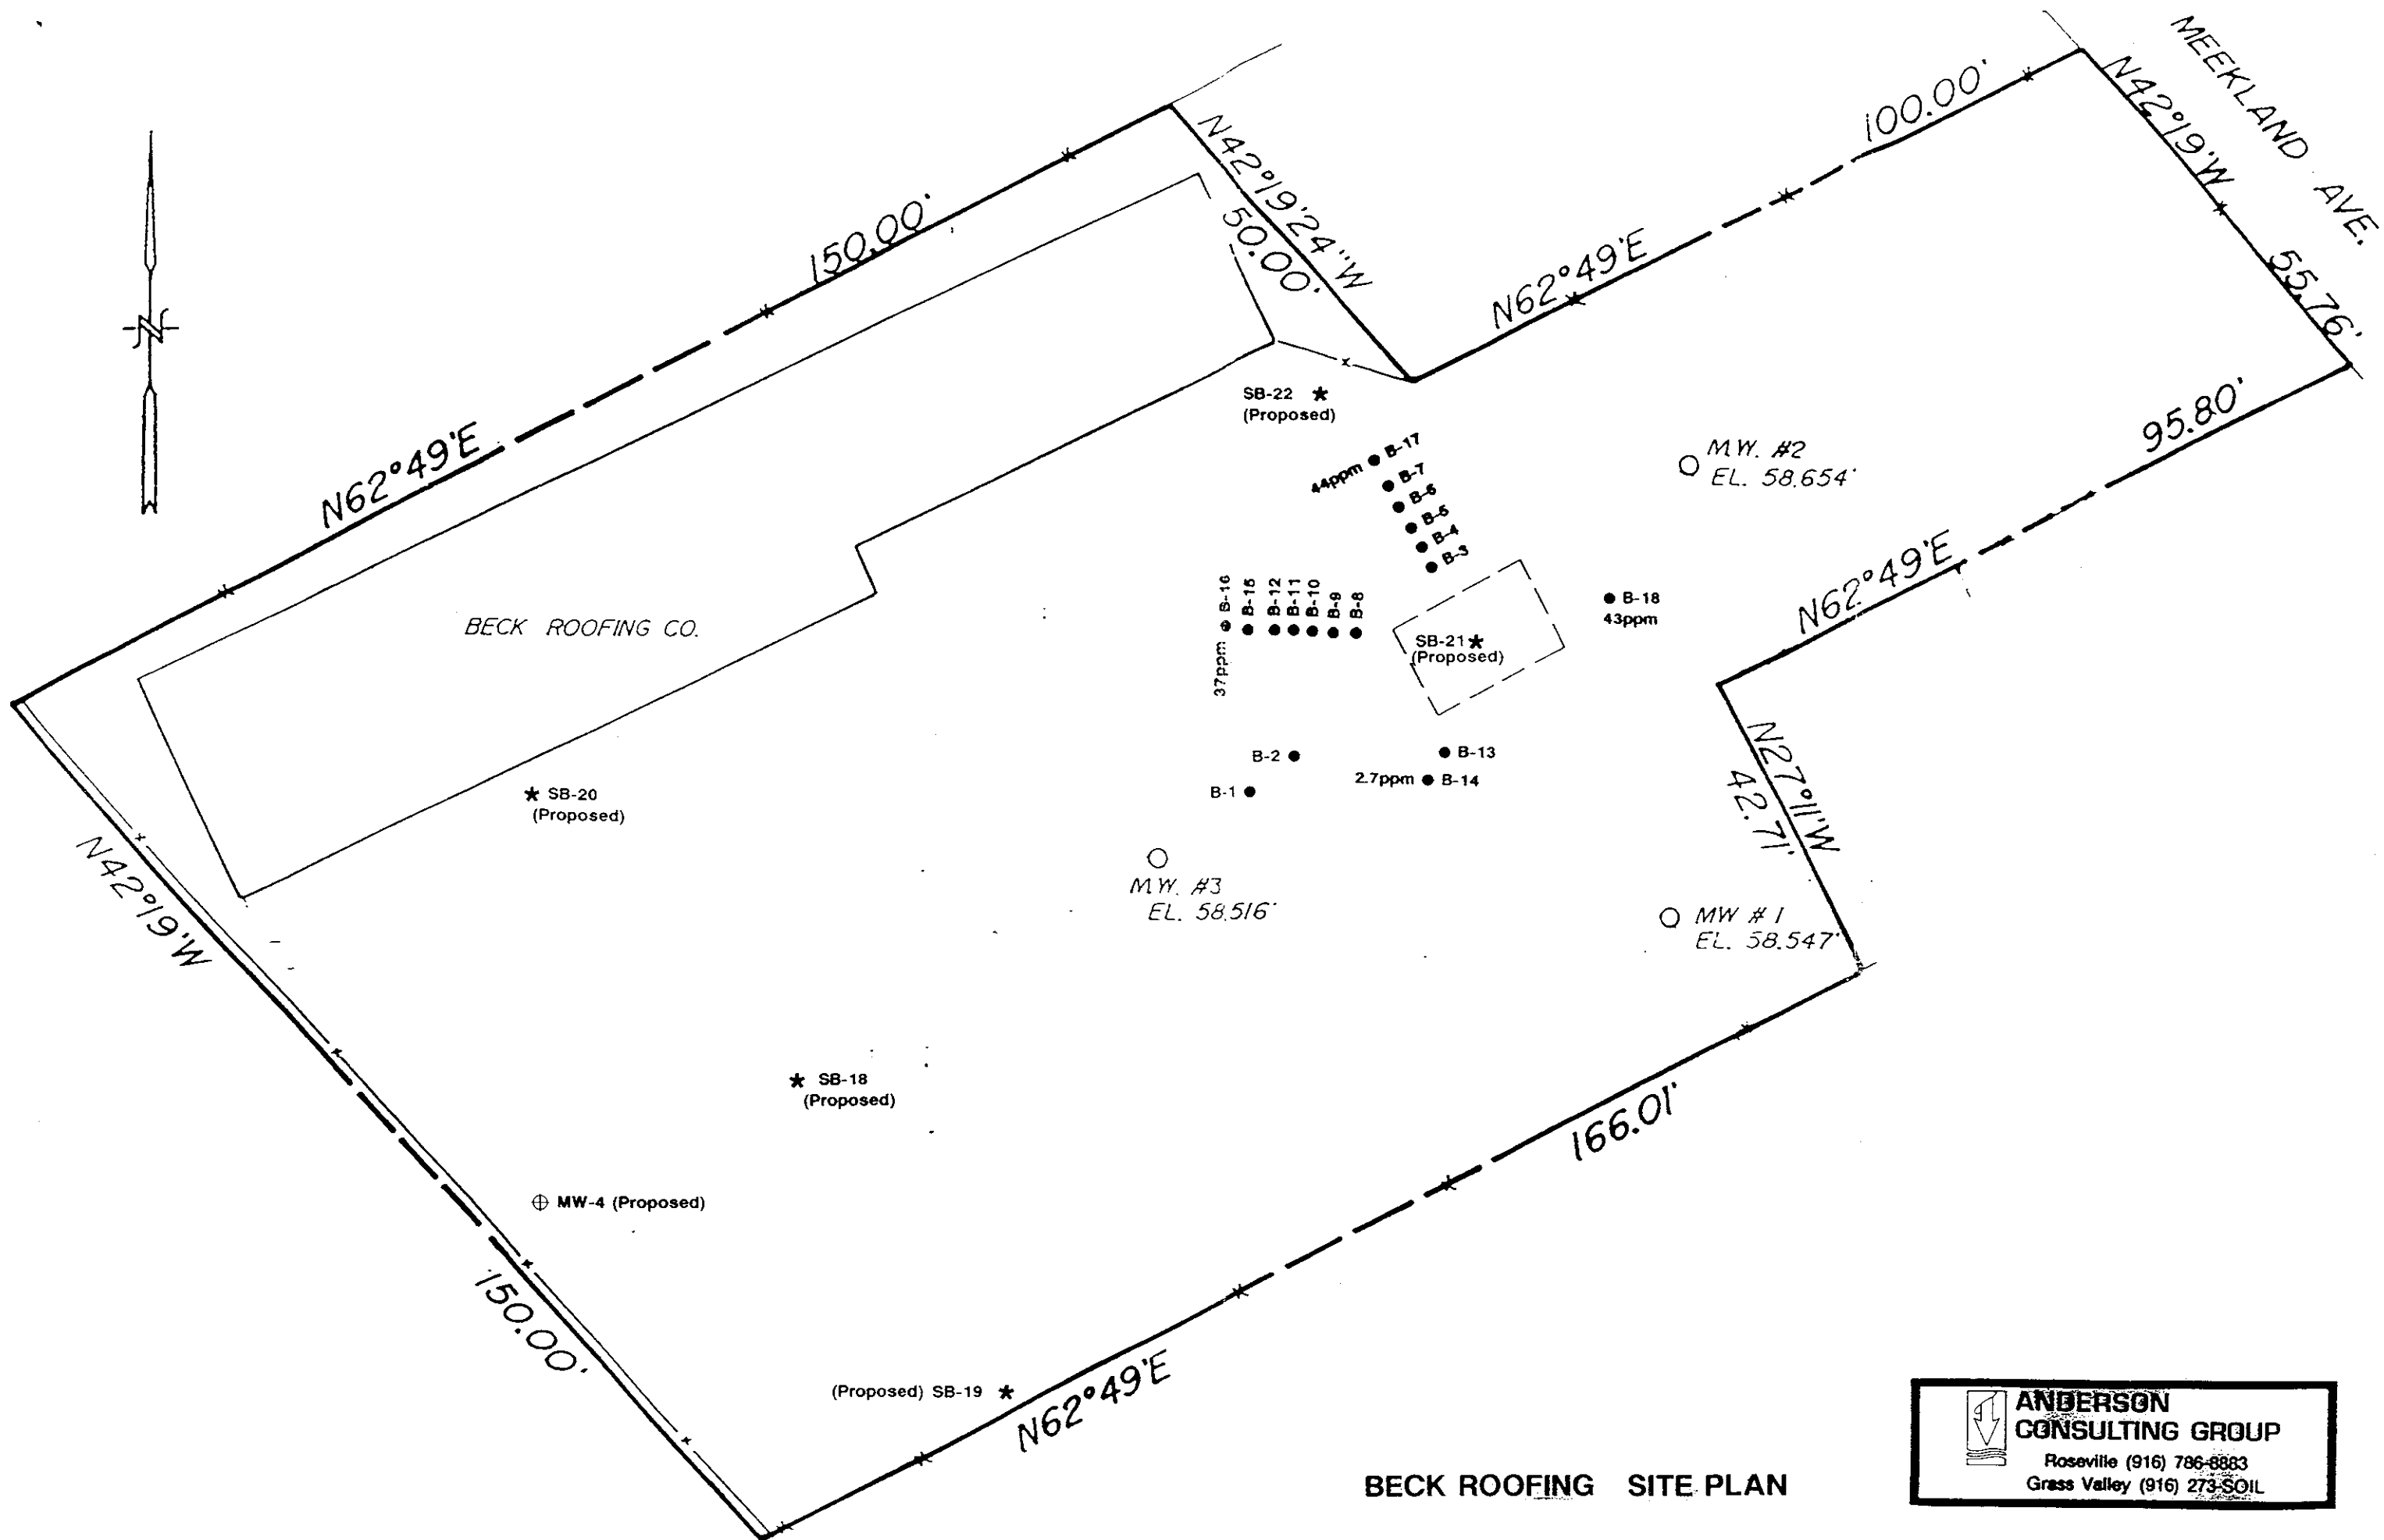 MEEKLAND AVE.
N42°19'W
55.76'
100.00'
N62°49'E
N42°19'24"W
50.00'
150.00'
N62°49'E
N
95.80'
N62°49'E
SB-22
(Proposed)
M.W. #2
EL. 58.654'
44ppm
B-17
B-7
B-6
B-5
B-4
B-3
B-16
B-15
B-12
B-11
B-10
B-9
B-8
37ppm
B-18
43ppm
SB-21
(Proposed)
BECK ROOFING CO.
N27°11'W
42.71'
B-2
B-1
B-13
2.7ppm
B-14
SB-20
(Proposed)
M.W. #3
EL. 58.516'
MW #1
EL. 58.547'
N42°19'W
150.00'
SB-18
(Proposed)
MW-4 (Proposed)
166.01'
N62°49'E
(Proposed) SB-19
BECK ROOFING SITE PLAN
ANDERSON
CONSULTING GROUP
Roseville (916) 786-8883
Grass Valley (916) 273-SOIL